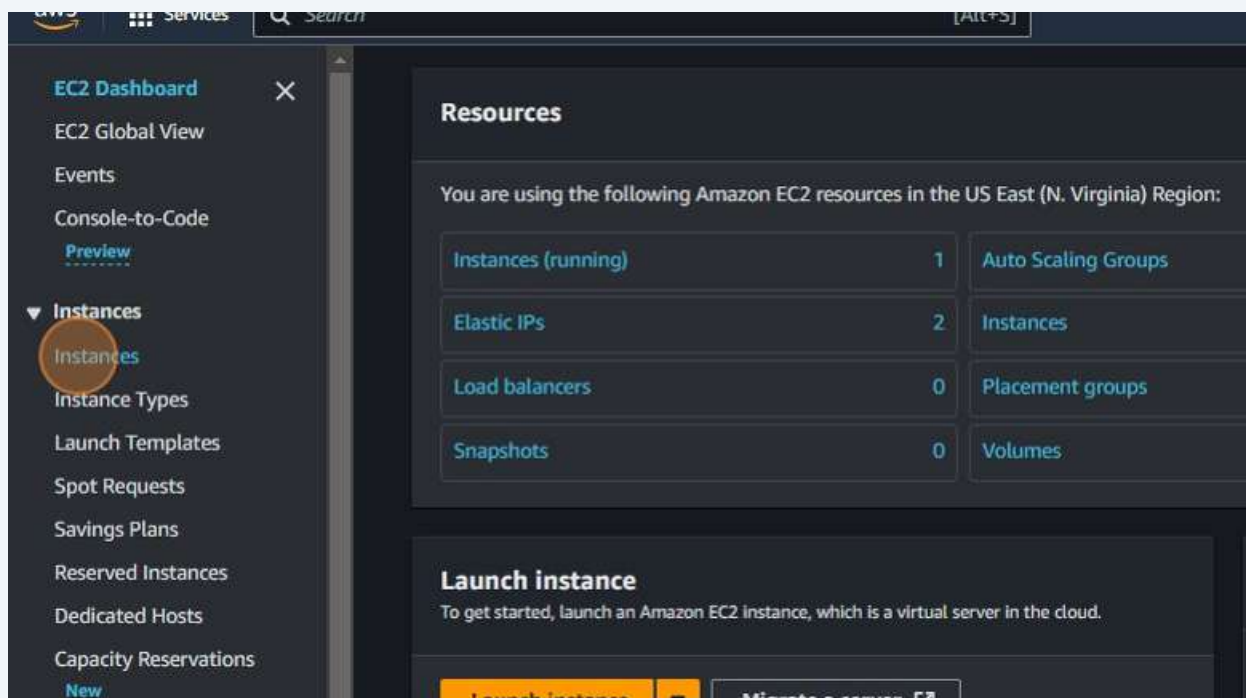 aws
Services
Search
[Alt+S]
EC2 Dashboard
EC2 Global View
Events
Console-to-Code
Preview
Instances
Instances
Instance Types
Launch Templates
Spot Requests
Savings Plans
Reserved Instances
Dedicated Hosts
Capacity Reservations
New
Resources
You are using the following Amazon EC2 resources in the US East (N. Virginia) Region:
Instances (running) 1 Auto Scaling Groups
Elastic IPs 2 Instances
Load balancers 0 Placement groups
Snapshots 0 Volumes
Launch instance
To get started, launch an Amazon EC2 instance, which is a virtual server in the cloud.
Launch instance
Migrate a server